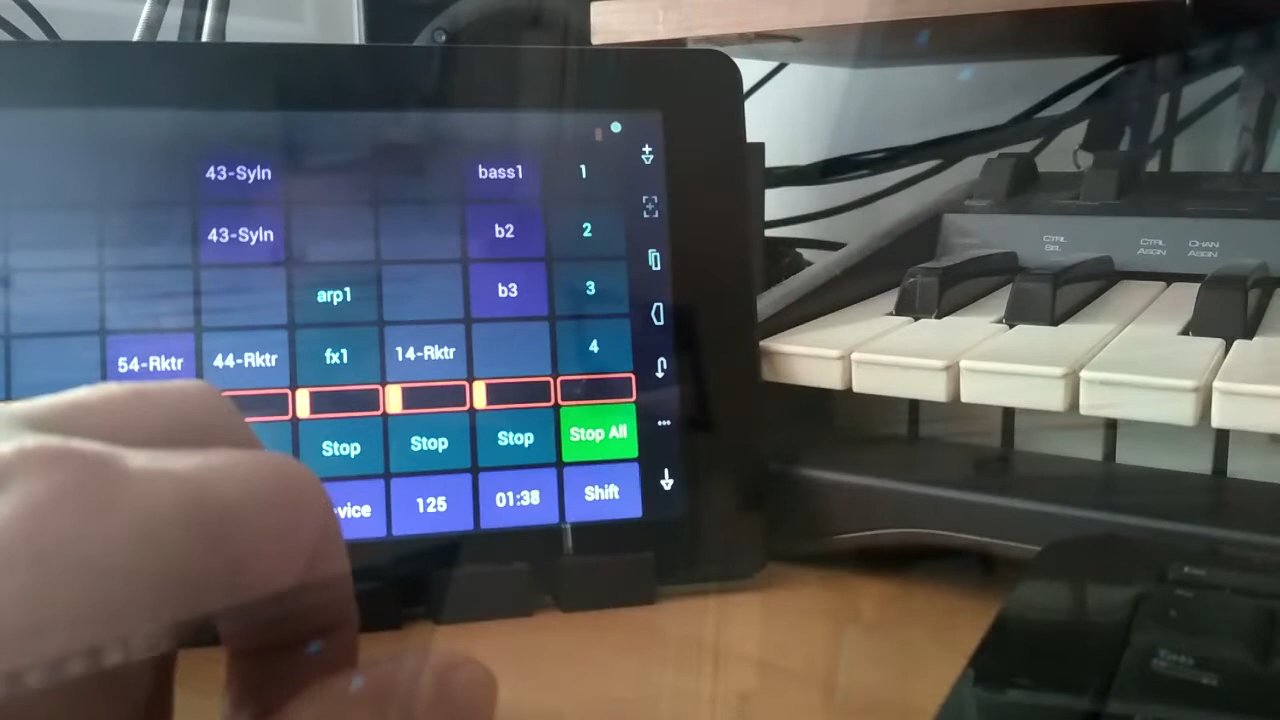 43-Syln bass1 1
43-Syln b2 2
arp1 b3 3
54-Rktr 44-Rktr fx1 14-Rktr 4
Stop Stop Stop Stop All
vice 125 01:38 Shift
CTRL
SEL
CTRL
ASGN
CHAN
ASGN